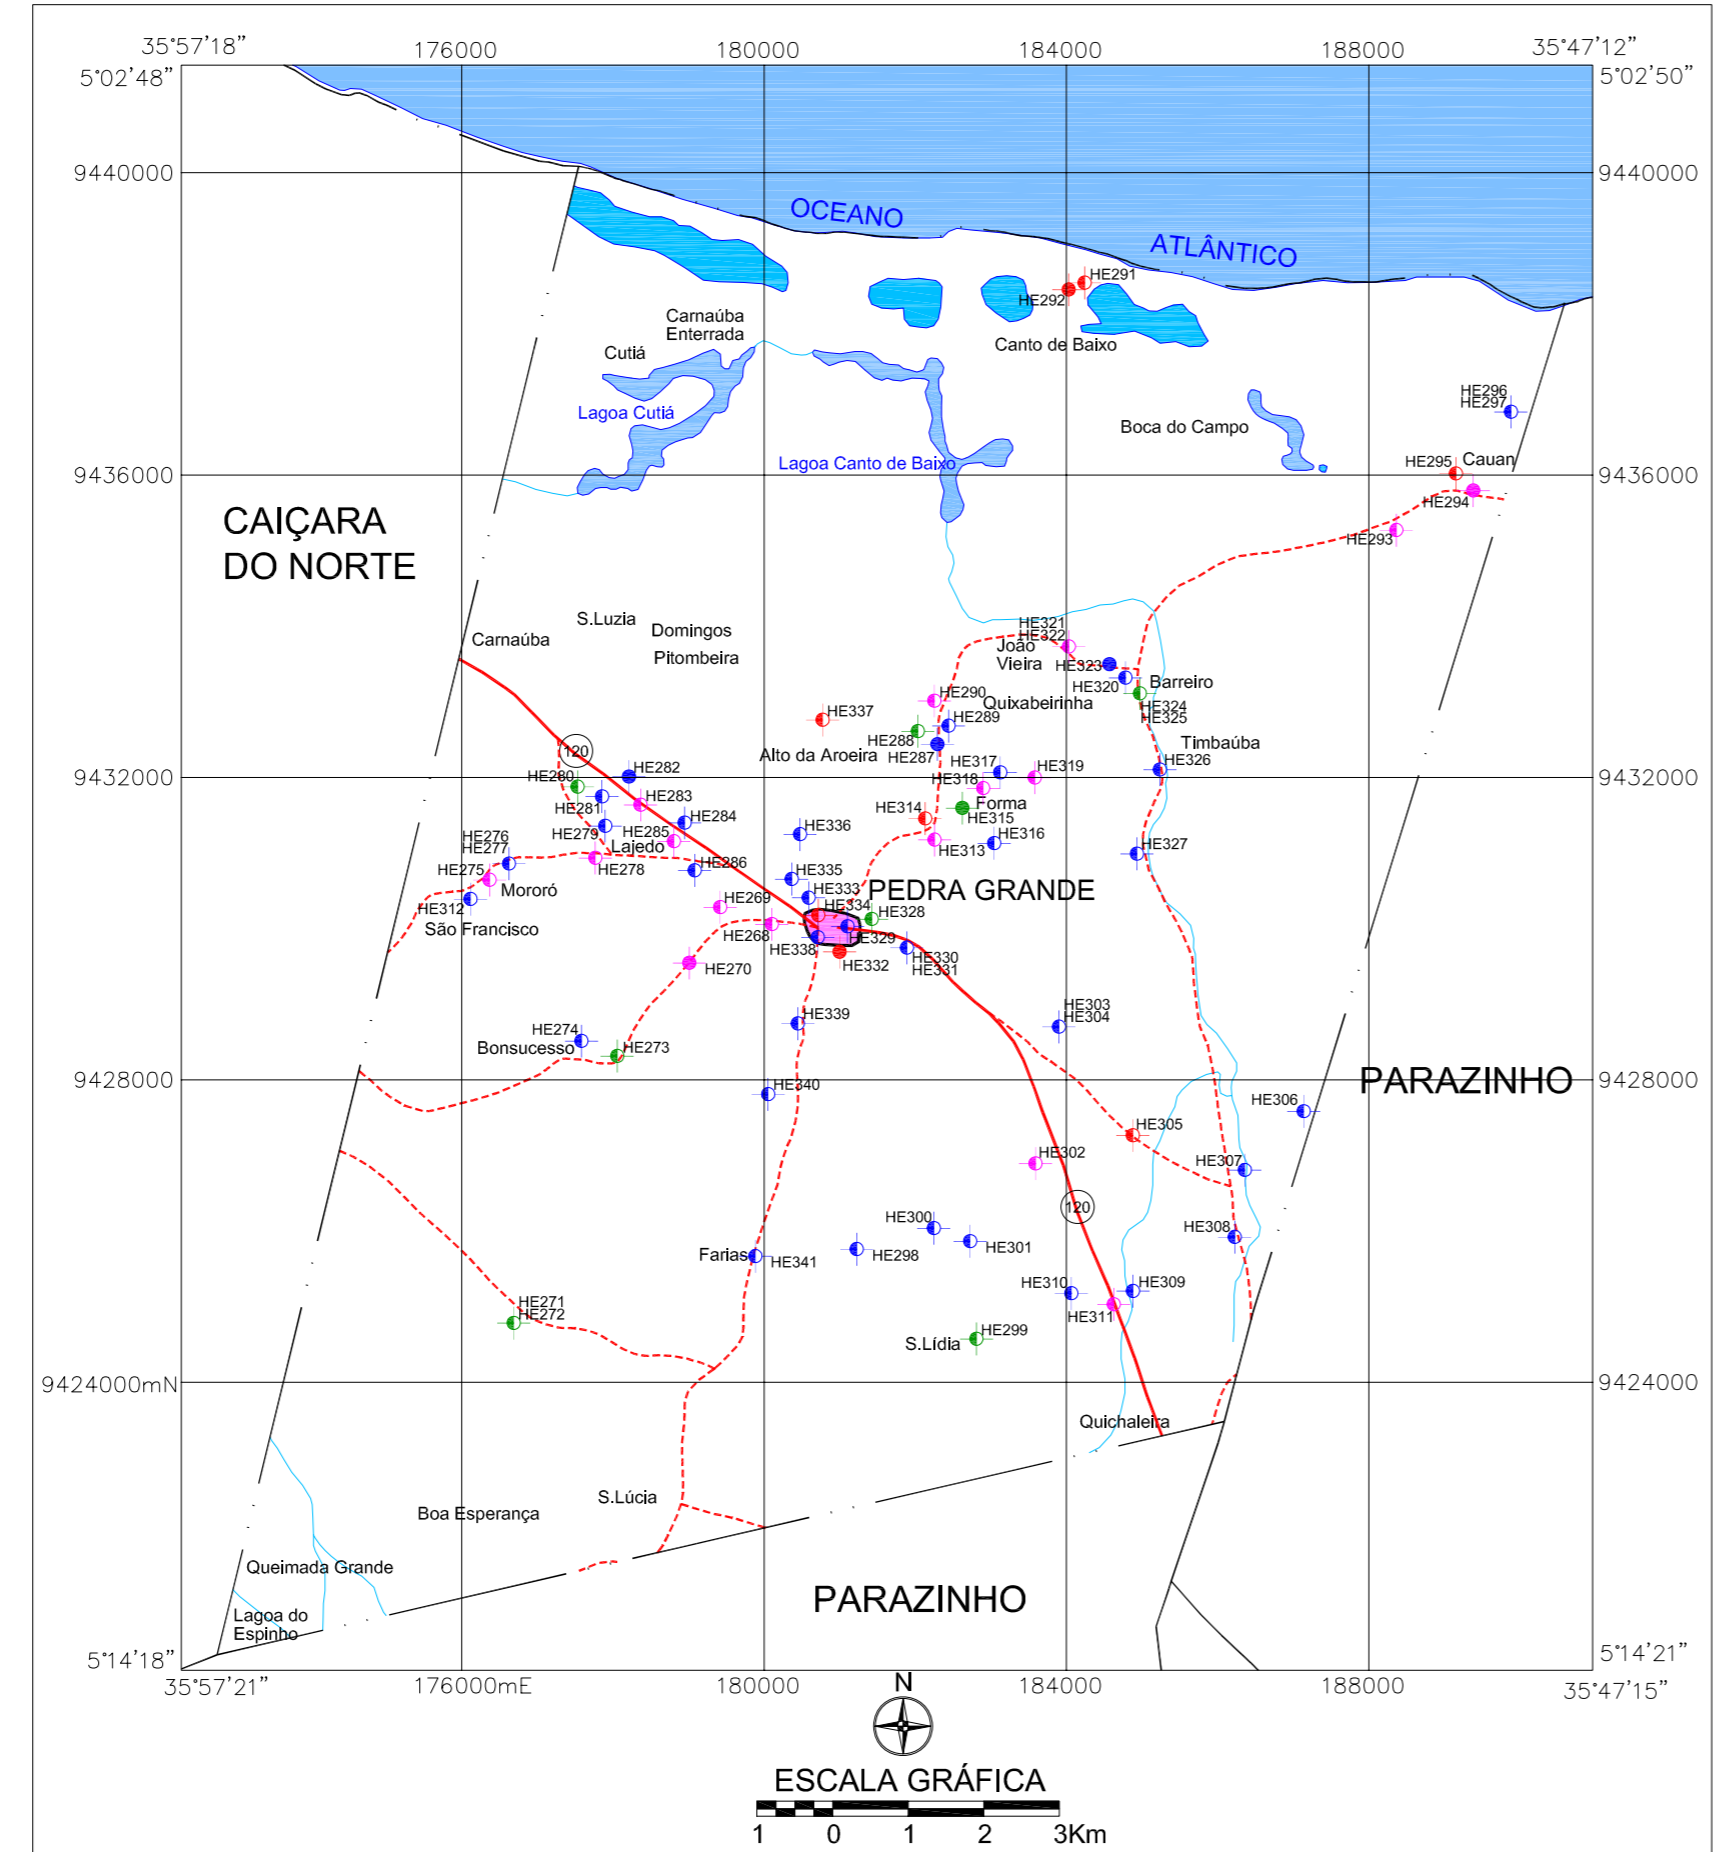 35°57'18”
176000
180000
184000
188000
35°47'12”
5°02'48”
5°02'50”
9440000
9440000
OCEANO
ATLÂNTICO
HE291
HE292
Carnaúba
Enterrada
Canto de Baixo
Cutiá
HE296
HE297
Lagoa Cutiá
Boca do Campo
Lagoa Canto de Baixo
HE295
Cauan
9436000
9436000
HE294
CAIÇARA
DO NORTE
HE293
S.Luzia
Domingos
Pitombeira
Carnaúba
HE321
HE322
João
Vieira
HE323
HE320
Barreiro
HE290
Quixabeirinha
HE324
HE325
HE337
HE289
HE288
HE287
Alto da Aroeira
Timbaúba
120
HE317
HE326
9432000
9432000
HE280
HE282
HE318
HE319
HE281
HE283
Forma
HE314
HE315
HE284
HE279
HE285
HE336
HE276
HE277
Lajedo
HE313
HE316
HE327
HE275
HE278
HE286
HE335
Mororó
PEDRA GRANDE
HE312
HE333
HE269
HE334
HE328
São Francisco
HE268
HE338
HE329
HE332
HE330
HE331
HE270
HE303
HE304
HE339
HE274
Bonsucesso
HE273
9428000
PARAZINHO
9428000
HE340
HE306
HE305
HE302
HE307
120
HE300
HE308
HE301
Farias
HE341
HE298
HE310
HE309
HE271
HE272
HE311
HE299
S.Lídia
9424000mN
9424000
Quichaleira
S.Lúcia
Boa Esperança
Queimada Grande
PARAZINHO
Lagoa do
Espinho
5°14'18”
5°14'21”
35°57'21”
176000mE
180000
184000
188000
35°47'15”
N
ESCALA GRÁFICA
1 0 1 2 3Km